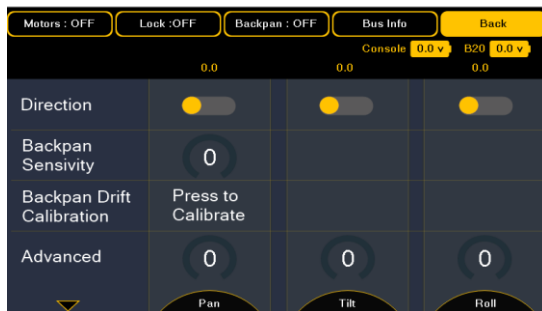 Motors : OFF Lock :OFF Backpan : OFF Bus Info Back
Console 0.0 v B20 0.0 v
0.0 0.0 0.0
Direction
Backpan
Sensivity
0
Backpan Drift
Calibration
Press to
Calibrate
Advanced 0 0 0
Pan Tilt Roll